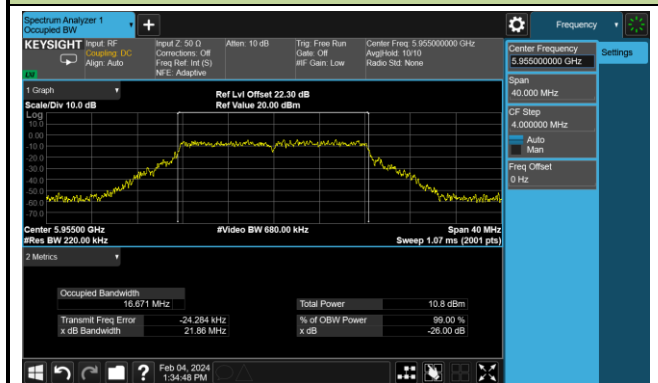 Spectrum Analyzer 1
Occupied BW
Frequency
KEYSIGHT Input: RF
Coupling: DC
Align: Auto
Input Z: 50 Ω
Corrections: Off
Freq Ref: Int (S)
NFE: Adaptive
Atten: 10 dB
Trig: Free Run
Gate: Off
#IF Gain: Low
Center Freq: 5.955000000 GHz
Avg|Hold: 10/10
Radio Std: None
Center Frequency
5.955000000 GHz
Settings
Span
40.000 MHz
CF Step
4.000000 MHz
Auto
Man
Freq Offset
0 Hz
1 Graph
Scale/Div 10.0 dB
Ref Lvl Offset 22.30 dB
Ref Value 20.00 dBm
Log
10.0
0.00
-10.0
-20.0
-30.0
-40.0
-50.0
-60.0
-70.0
Center 5.95500 GHz
#Res BW 220.00 kHz
#Video BW 680.00 kHz
Span 40 MHz
Sweep 1.07 ms (2001 pts)
2 Metrics
Occupied Bandwidth
16.671 MHz
Total Power 10.8 dBm
Transmit Freq Error -24.284 kHz
% of OBW Power 99.00 %
x dB Bandwidth 21.86 MHz
x dB -26.00 dB
Feb 04, 2024
1:34:48 PM